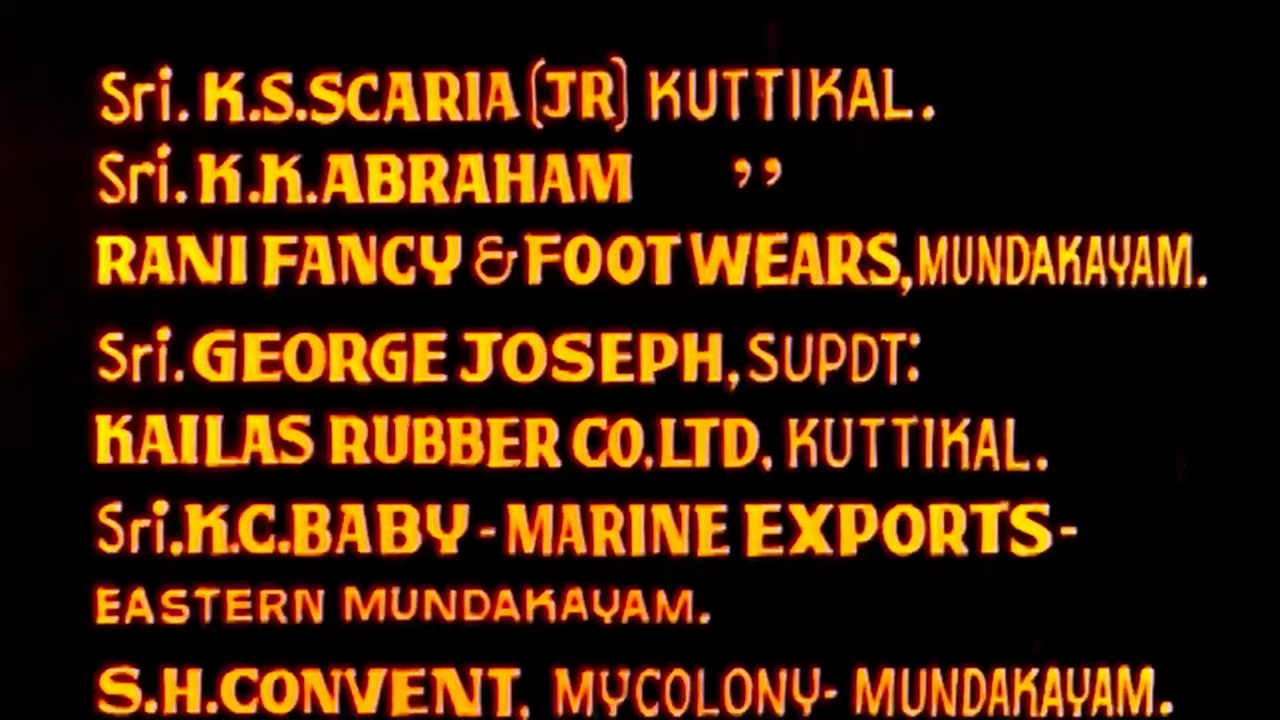 Sri. K.S.SCARIA (JR) KUTTIKAL.
Sri. K.K.ABRAHAM ,,
RANI FANCY & FOOT WEARS, MUNDAKAYAM.
Sri. GEORGE JOSEPH, SUPDT:
KAILAS RUBBER CO.LTD. KUTTIKAL.
Sri. K.C.BABY - MARINE EXPORTS -
EASTERN MUNDAKAYAM.
S.H.CONVENT, MYCOLONY- MUNDAKAYAM.